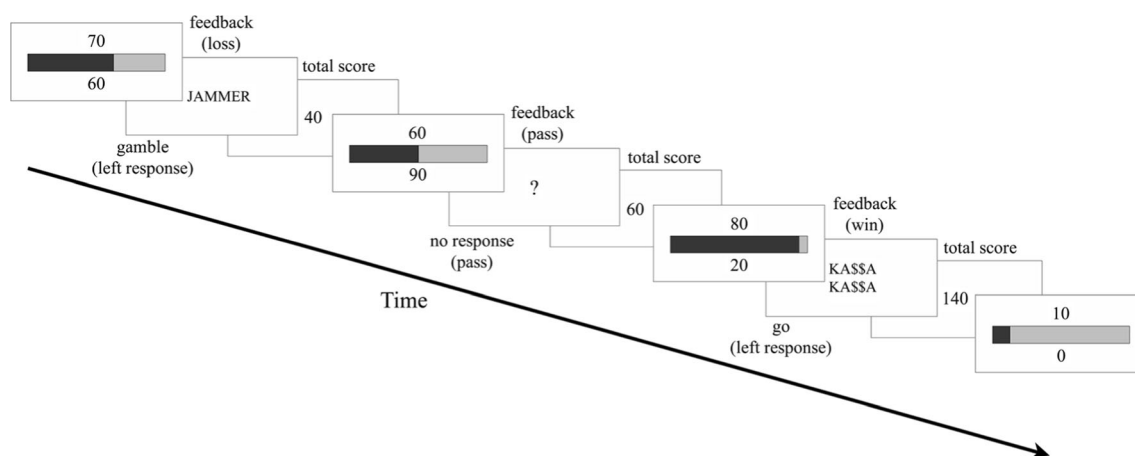 70
60
feedback
(loss)
JAMMER
gamble
(left response)
total score
40
60
90
feedback
(pass)
?
no response
(pass)
total score
60
80
20
feedback
(win)
KA$$A
KA$$A
go
(left response)
total score
140
10
0
Time